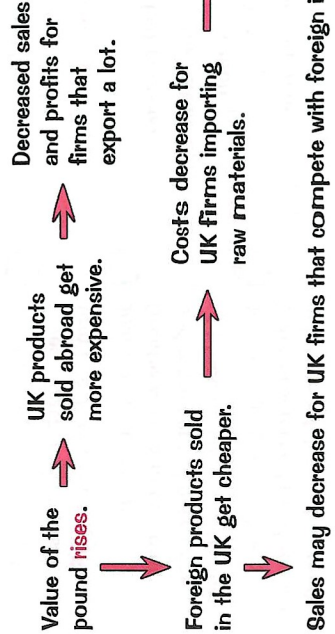 Value of the
pound rises.
UK products
sold abroad get
more expensive.
Decreased sales
and profits for
firms that
export a lot.
Foreign products sold
in the UK get cheaper.
Costs decrease for
UK firms importing
raw materials.
Sales may decrease for UK firms that compete with foreign